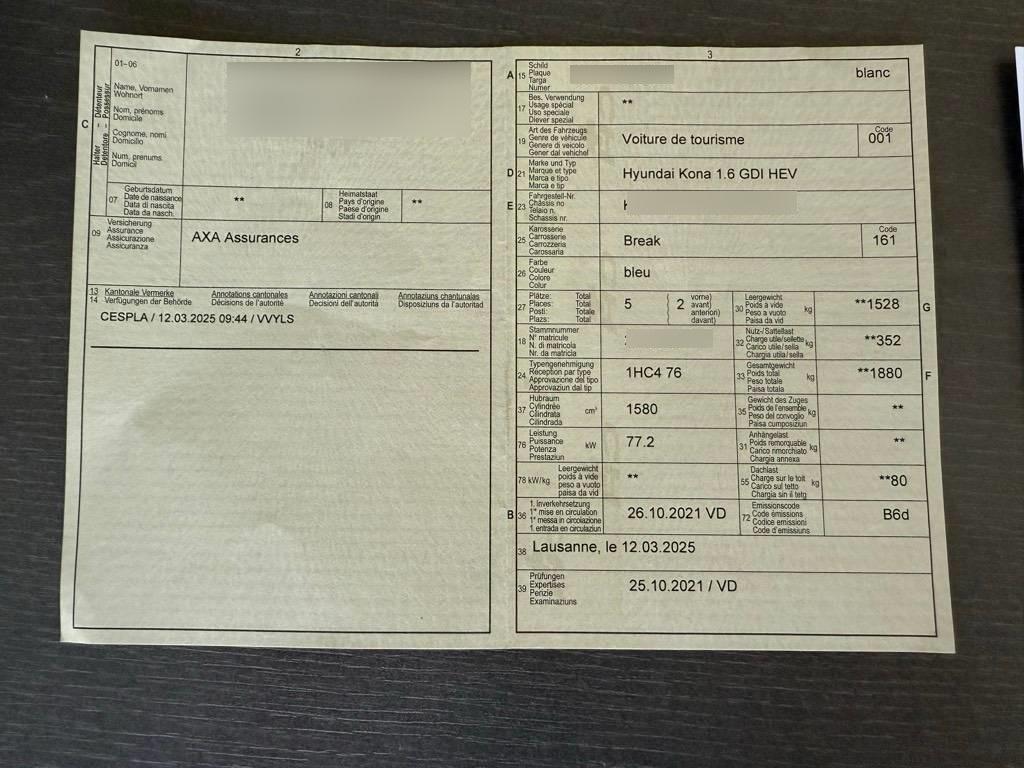 2
01–06
Name, Vornamen
Wohnort
Nom, prénoms
Domicile
Cognome, nomi
Domicilio
Num, prenums
Domicil
C
Halter – Détenteur
Detentore – Possessur
07
Geburtsdatum
Date de naissance
Data di nascita
Data da nasch.
**
08
Heimatstaat
Pays d'origine
Paese d'origine
Stadi d'origin
**
09
Versicherung
Assurance
Assicurazione
Assicuranza
AXA Assurances
13 Kantonale Vermerke Annotations cantonales Annotazioni cantonali Annotaziuns chantunalas
14 Verfügungen der Behörde Décisions de l'autorité Decisioni dell'autorità Disposiziuns da l'autoritad
CESPLA / 12.03.2025 09:44 / VVYLS
3
A 15
Schild
Plaque
Targa
Numer
blanc
17
Bes. Verwendung
Usage spécial
Uso speciale
Diever spezial
**
19
Art des Fahrzeugs
Genre de véhicule
Genere di veicolo
Gener dal vehichel
Voiture de tourisme
Code
001
D 21
Marke und Typ
Marque et type
Marca e tipo
Marca e tip
Hyundai Kona 1.6 GDI HEV
E 23
Fahrgestell-Nr.
Châssis no
Telaio n.
Schassis nr.
25
Karosserie
Carrosserie
Carrozzeria
Carossaria
Break
Code
161
26
Farbe
Couleur
Colore
Colur
bleu
27
Plätze: Total
Places: Total
Posti: Totale
Plazs: Total
5
2
vorne)
avant)
anteriori)
davant)
30
Leergewicht
Poids à vide
Peso a vuoto
Paisa da vid
kg
**1528
G
18
Stammnummer
N° matricule
N. di matricola
Nr. da matricla
32
Nutz-/Sattellast
Charge utile/sellette
Carico utile/sella
Chargia utila/sella
kg
**352
24
Typengenehmigung
Réception par type
Approvazione del tipo
Approvaziun dal tip
1HC4 76
33
Gesamtgewicht
Poids total
Peso totale
Paisa totala
kg
**1880
F
37
Hubraum
Cylindrée
Cilindrata
Cilindrada
cm³
1580
35
Gewicht des Zuges
Poids de l'ensemble
Peso del convoglio
Paisa cumposiziun
kg
**
76
Leistung
Puissance
Potenza
Prestaziun
kW
77.2
31
Anhängelast
Poids remorquable
Carico rimorchiato
Chargia annexa
kg
**
78 kW/kg
Leergewicht
poids à vide
peso a vuoto
paisa da vid
**
55
Dachlast
Charge sur le toit
Carico sul tetto
Chargia sin il tetg
kg
**80
B 36
1. Inverkehrsetzung
1re mise en circulation
1a messa in circolazione
1. entrada en circulaziun
26.10.2021 VD
72
Emissionscode
Code émissions
Codice emissioni
Code d'emissiuns
B6d
38
Lausanne, le 12.03.2025
39
Prüfungen
Expertises
Perizie
Examinaziuns
25.10.2021 / VD